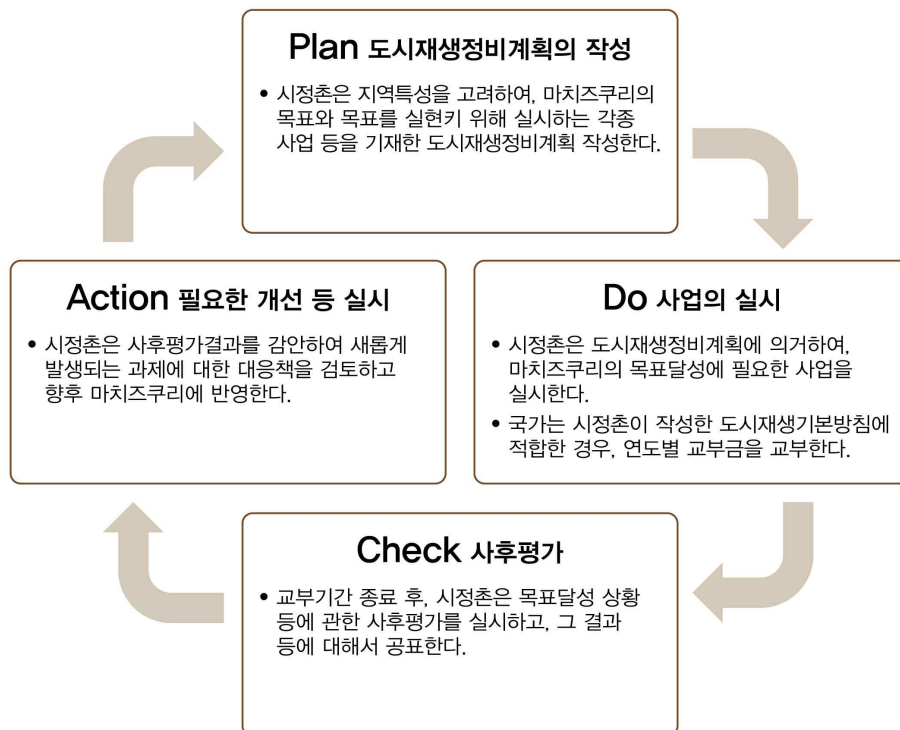 Plan 도시재생정비계획의 작성
• 시정촌은 지역특성을 고려하여, 마치즈쿠리의
목표와 목표를 실현키 위해 실시하는 각종
사업 등을 기재한 도시재생정비계획 작성한다.
Action 필요한 개선 등 실시
• 시정촌은 사후평가결과를 감안하여 새롭게
발생되는 과제에 대한 대응책을 검토하고
향후 마치즈쿠리에 반영한다.
Do 사업의 실시
• 시정촌은 도시재생정비계획에 의거하여,
마치즈쿠리의 목표달성에 필요한 사업을
실시한다.
• 국가는 시정촌이 작성한 도시재생기본방침에
적합한 경우, 연도별 교부금을 교부한다.
Check 사후평가
• 교부기간 종료 후, 시정촌은 목표달성 상황
등에 관한 사후평가를 실시하고, 그 결과
등에 대해서 공표한다.